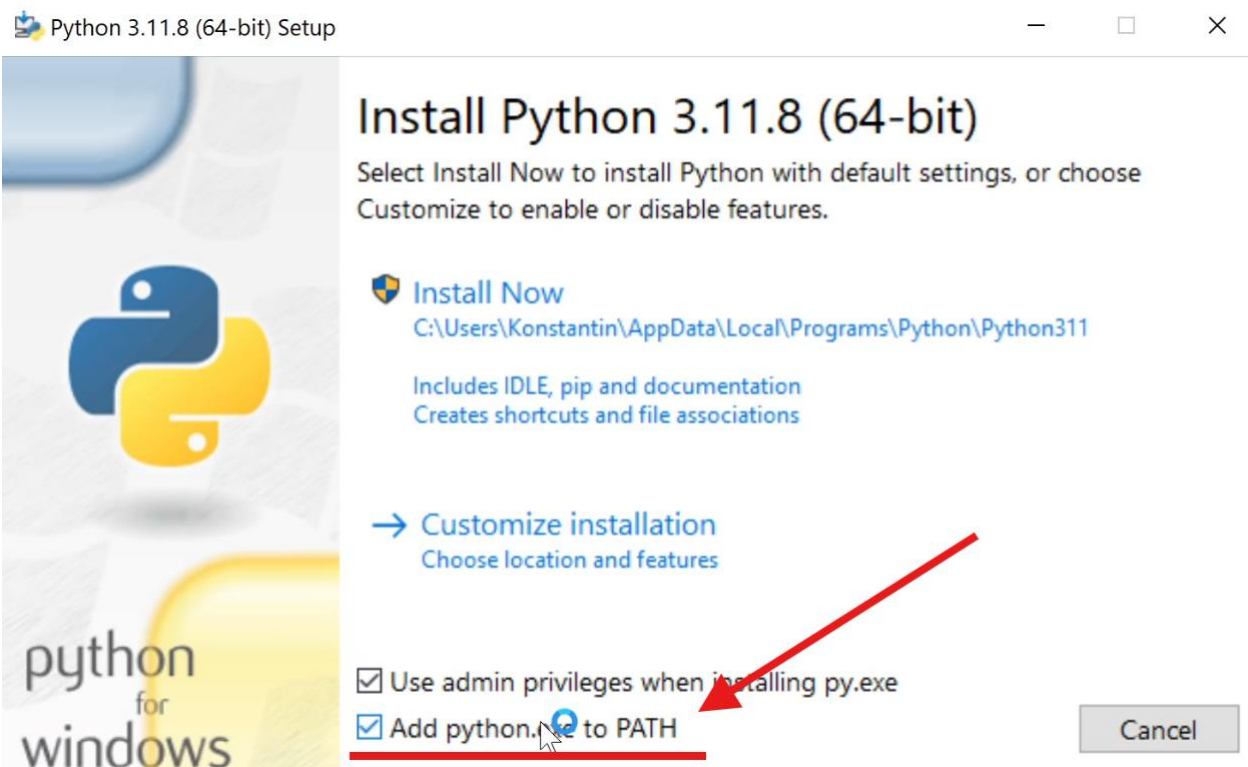 Python 3.11.8 (64-bit) Setup
Install Python 3.11.8 (64-bit)
Select Install Now to install Python with default settings, or choose
Customize to enable or disable features.
Install Now
C:\Users\Konstantin\AppData\Local\Programs\Python\Python311
Includes IDLE, pip and documentation
Creates shortcuts and file associations
Customize installation
Choose location and features
python
for
windows
Use admin privileges when installing py.exe
Add python.exe to PATH
Cancel